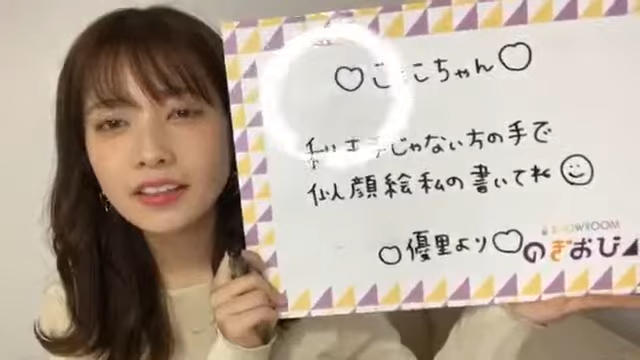 ♡ご こちゃん♡
利き手じゃない方の手で
似顔絵私の書いてね☺
○優里より♡
SHOWROOM
のぎおび